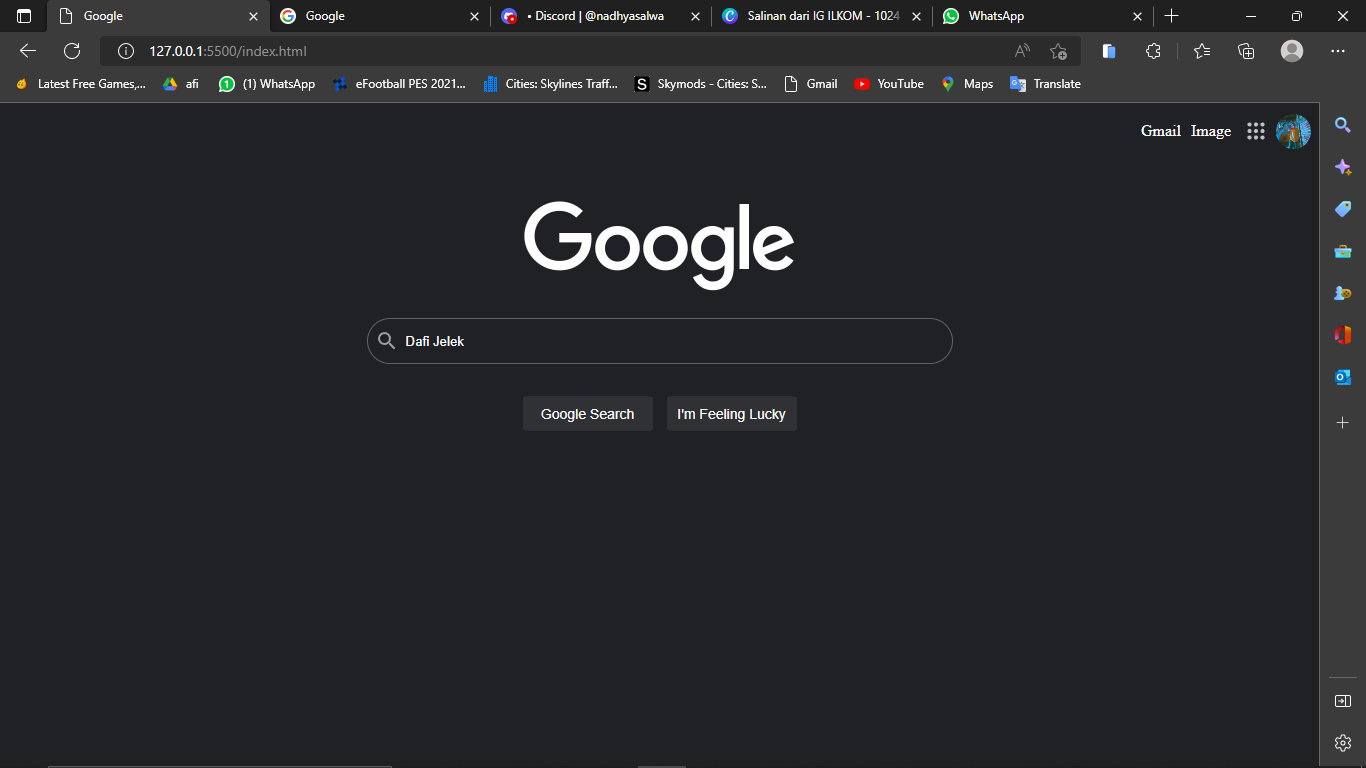 Google
Google
• Discord | @nadhyasalwa
Salinan dari IG ILKOM - 1024
WhatsApp
127.0.0.1:5500/index.html
Latest Free Games,...
afi
(1) WhatsApp
eFootball PES 2021...
Cities: Skylines Traff...
Skymods - Cities: S...
Gmail
YouTube
Maps
Translate
Gmail Image
Google
Dafi Jelek
Google Search
I'm Feeling Lucky